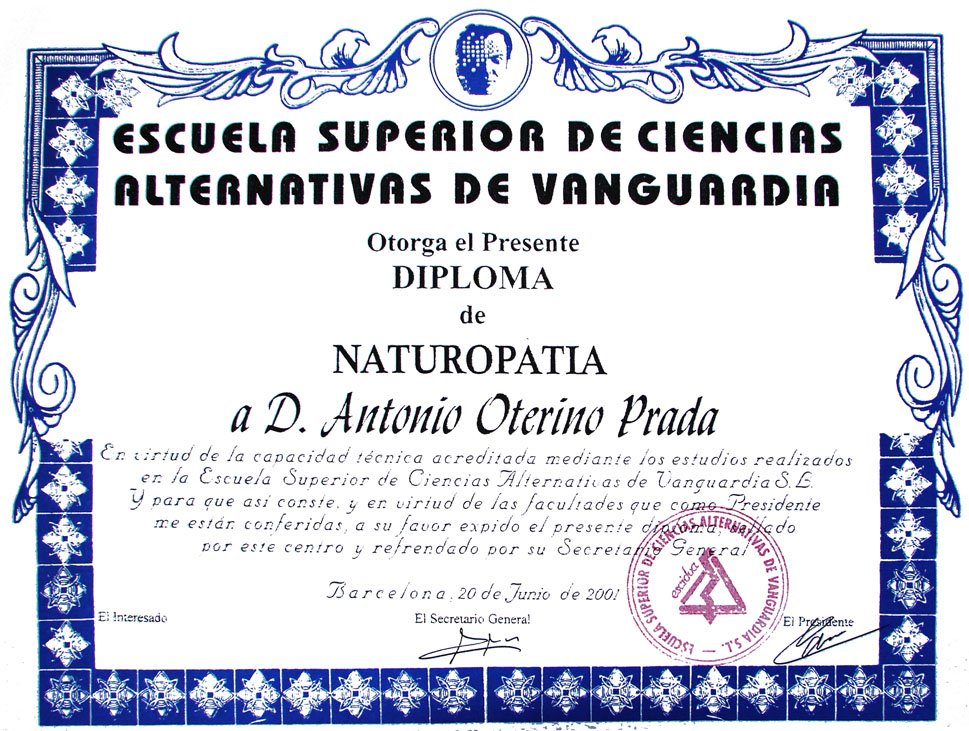 ESCUELA SUPERIOR DE CIENCIAS
ALTERNATIVAS DE VANGUARDIA
Otorga el Presente
DIPLOMA
de
NATUROPATIA
a D. Antonio Oterino Prada
En virtud de la capacidad técnica acreditada mediante los estudios realizados
en la Escuela Superior de Ciencias Alternativas de Vanguardia S.L.
Y para que así conste, y en virtud de las facultades que como Presidente
me están conferidas, a su favor expido el presente diploma, sellado
por este centro y refrendado por su Secretario General
Barcelona, 20 de Junio de 2001
El Interesado
El Secretario General
El Presidente
ESCUELA SUPERIOR DE CIENCIAS ALTERNATIVAS DE VANGUARDIA S.L. —